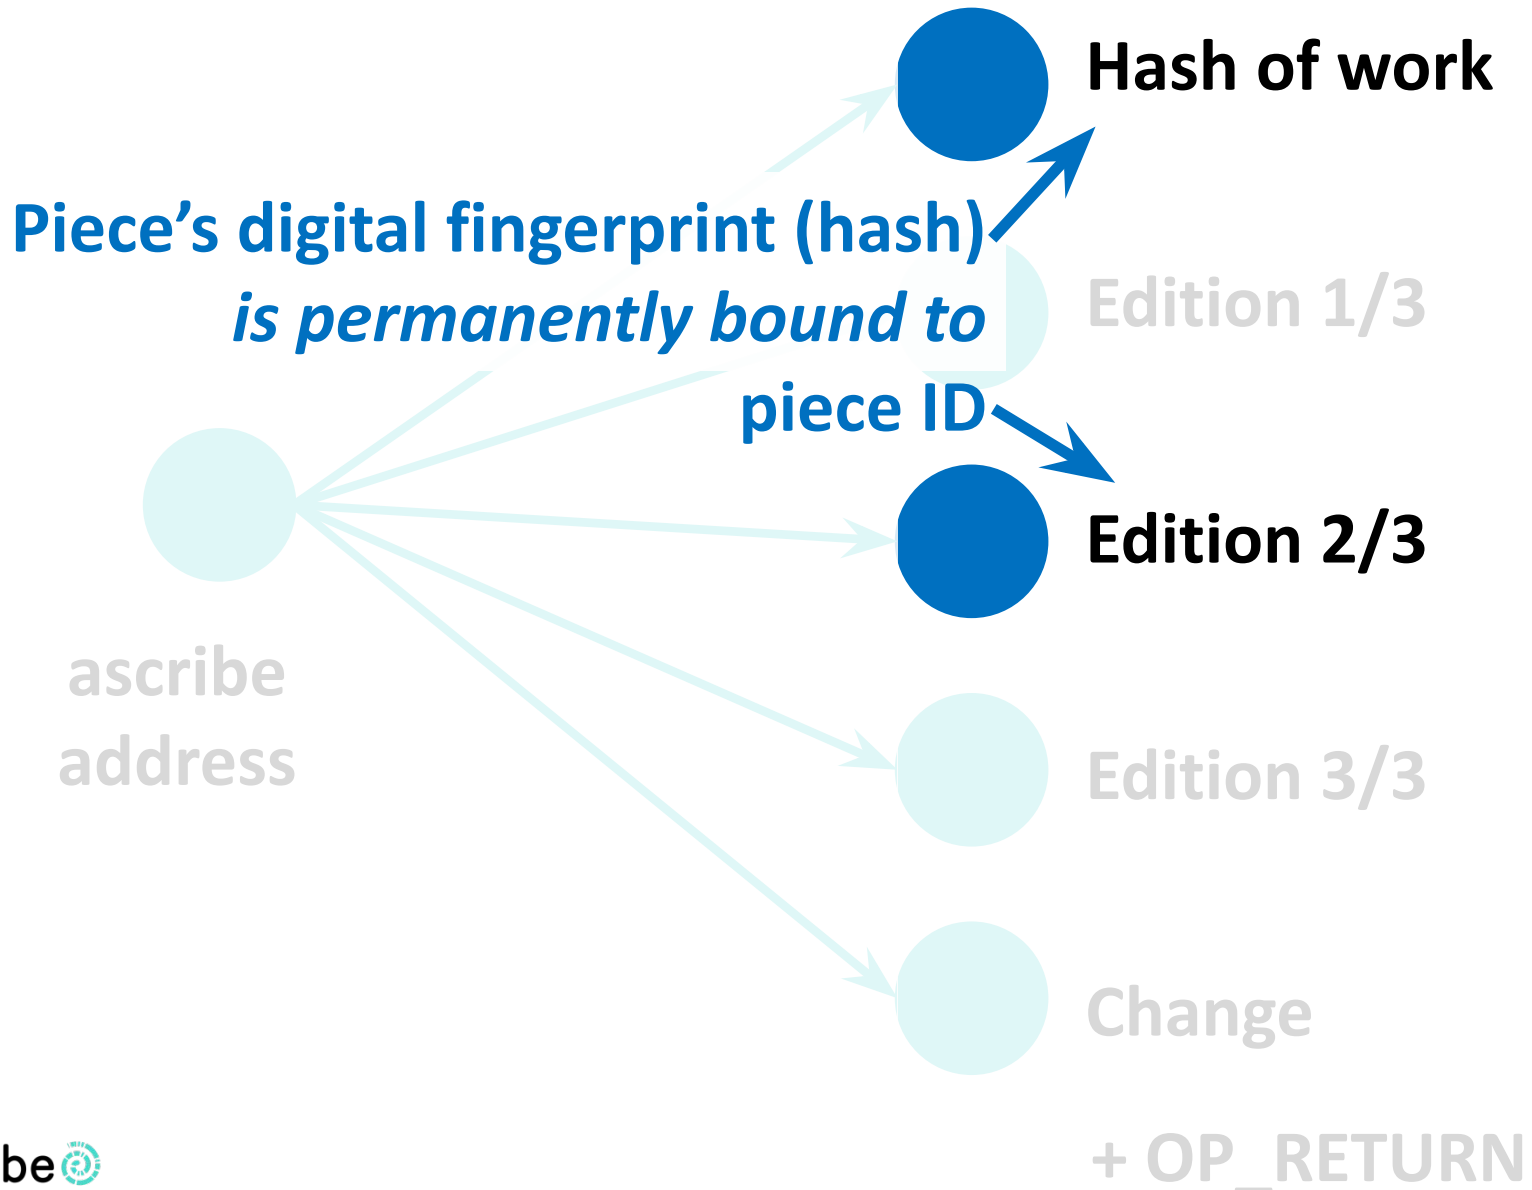 Hash of work
Piece’s digital fingerprint (hash)
is permanently bound to
piece ID
Edition 1/3
Edition 2/3
ascribe
address
Edition 3/3
Change
be
+ OP_RETURN